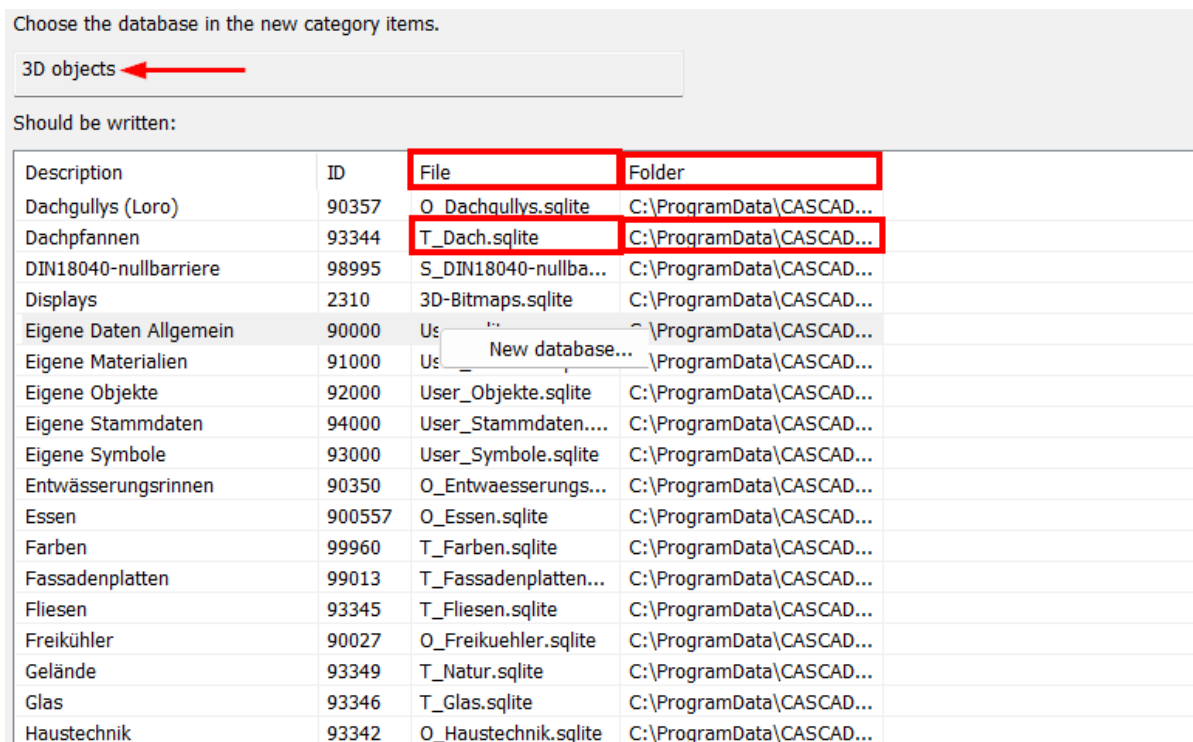 Choose the database in the new category items.
3D objects
Should be written:
Description ID File Folder
Dachgullys (Loro) 90357 O_Dachgullys.sqlite C:\ProgramData\CASCAD...
Dachpfannen 93344 T_Dach.sqlite C:\ProgramData\CASCAD...
DIN18040-nullbarriere 98995 S_DIN18040-nullba... C:\ProgramData\CASCAD...
Displays 2310 3D-Bitmaps.sqlite C:\ProgramData\CASCAD...
Eigene Daten Allgemein 90000 \ProgramData\CASCAD...
New database...
Eigene Materialien 91000 \ProgramData\CASCAD...
Eigene Objekte 92000 User_Objekte.sqlite C:\ProgramData\CASCAD...
Eigene Stammdaten 94000 User_Stammdaten.... C:\ProgramData\CASCAD...
Eigene Symbole 93000 User_Symbole.sqlite C:\ProgramData\CASCAD...
Entwässerungsrinnen 90350 O_Entwaesserungs... C:\ProgramData\CASCAD...
Essen 900557 O_Essen.sqlite C:\ProgramData\CASCAD...
Farben 99960 T_Farben.sqlite C:\ProgramData\CASCAD...
Fassadenplatten 99013 T_Fassadenplatten... C:\ProgramData\CASCAD...
Fliesen 93345 T_Fliesen.sqlite C:\ProgramData\CASCAD...
Freikühler 90027 O_Freikuehler.sqlite C:\ProgramData\CASCAD...
Gelände 93349 T_Natur.sqlite C:\ProgramData\CASCAD...
Glas 93346 T_Glas.sqlite C:\ProgramData\CASCAD...
Haustechnik 93342 O_Haustechnik.sqlite C:\ProgramData\CASCAD...